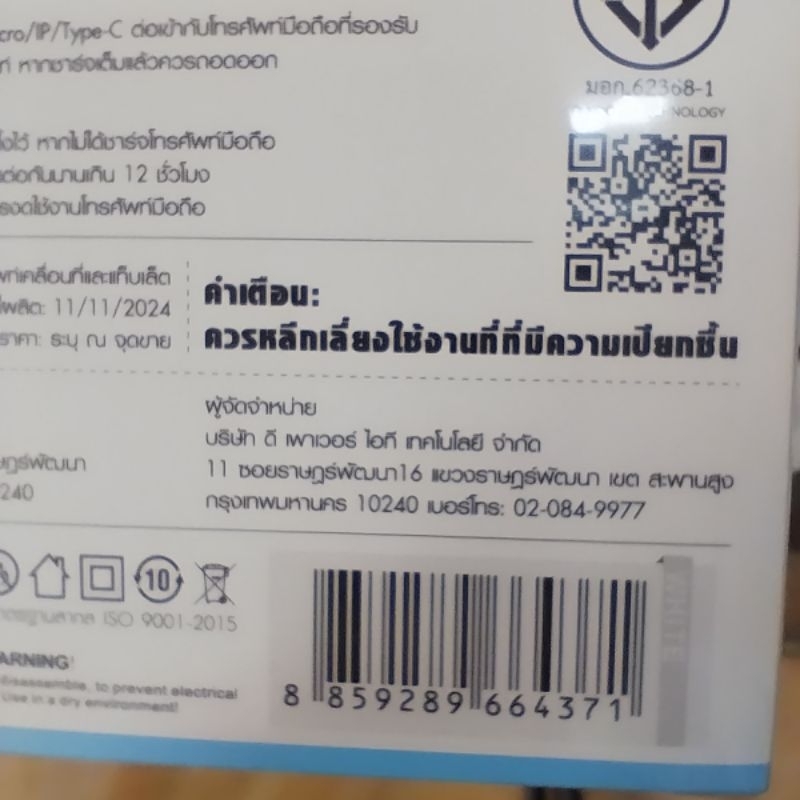 cro/IP/Type-C ต่อเข้ากับโทรศัพท์มือถือที่รองรับ
หากชาร์จเต็มแล้วควรถอดออก
หากไม่ได้ชาร์จโทรศัพท์มือถือ
ต่อกันนานเกิน 12 ชั่วโมง
ใช้งานโทรศัพท์มือถือ
มอก.62368-1
NOLOGY
พท์เคลื่อนที่และแท็บเล็ต
ผลิต: 11/11/2024
ราคา: ระบุ ณ จุดขาย
คำเตือน:
ควรหลีกเลี่ยงใช้งานที่ที่มีความเปียกชื้น
ผู้จัดจำหน่าย
บริษัท ดี เพาเวอร์ ไอที เทคโนโลยี จำกัด
11 ซอยราษฎร์พัฒนา16 แขวงราษฎร์พัฒนา เขต สะพานสูง
กรุงเทพมหานคร 10240 เบอร์โทร: 02-084-9977
ษฎร์พัฒนา
240
10
ตรฐานสากล ISO 9001-2015
ARNING!
disassemble, to prevent electrical
Use in a dry environment!
WHITE
8 859289 664371